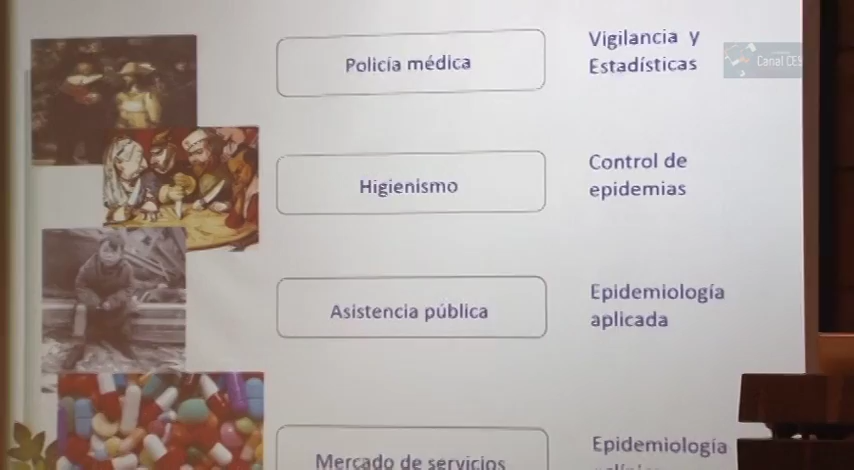 Policía médica
Vigilancia y
Estadísticas
Canal CES
Higienismo
Control de
epidemias
Asistencia pública
Epidemiología
aplicada
Mercado de servicios
Epidemiología